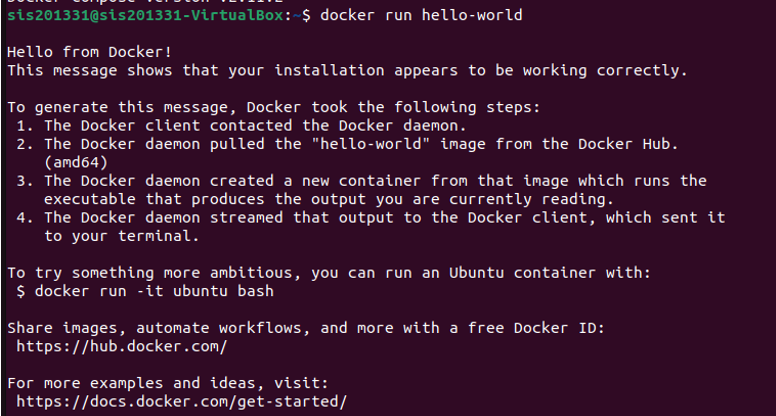 sis201331@sis201331-VirtualBox:~$ docker run hello-world
Hello from Docker!
This message shows that your installation appears to be working correctly.
To generate this message, Docker took the following steps:
1. The Docker client contacted the Docker daemon.
2. The Docker daemon pulled the "hello-world" image from the Docker Hub.
(amd64)
3. The Docker daemon created a new container from that image which runs the
executable that produces the output you are currently reading.
4. The Docker daemon streamed that output to the Docker client, which sent it
to your terminal.
To try something more ambitious, you can run an Ubuntu container with:
$ docker run -it ubuntu bash
Share images, automate workflows, and more with a free Docker ID:
https://hub.docker.com/
For more examples and ideas, visit:
https://docs.docker.com/get-started/